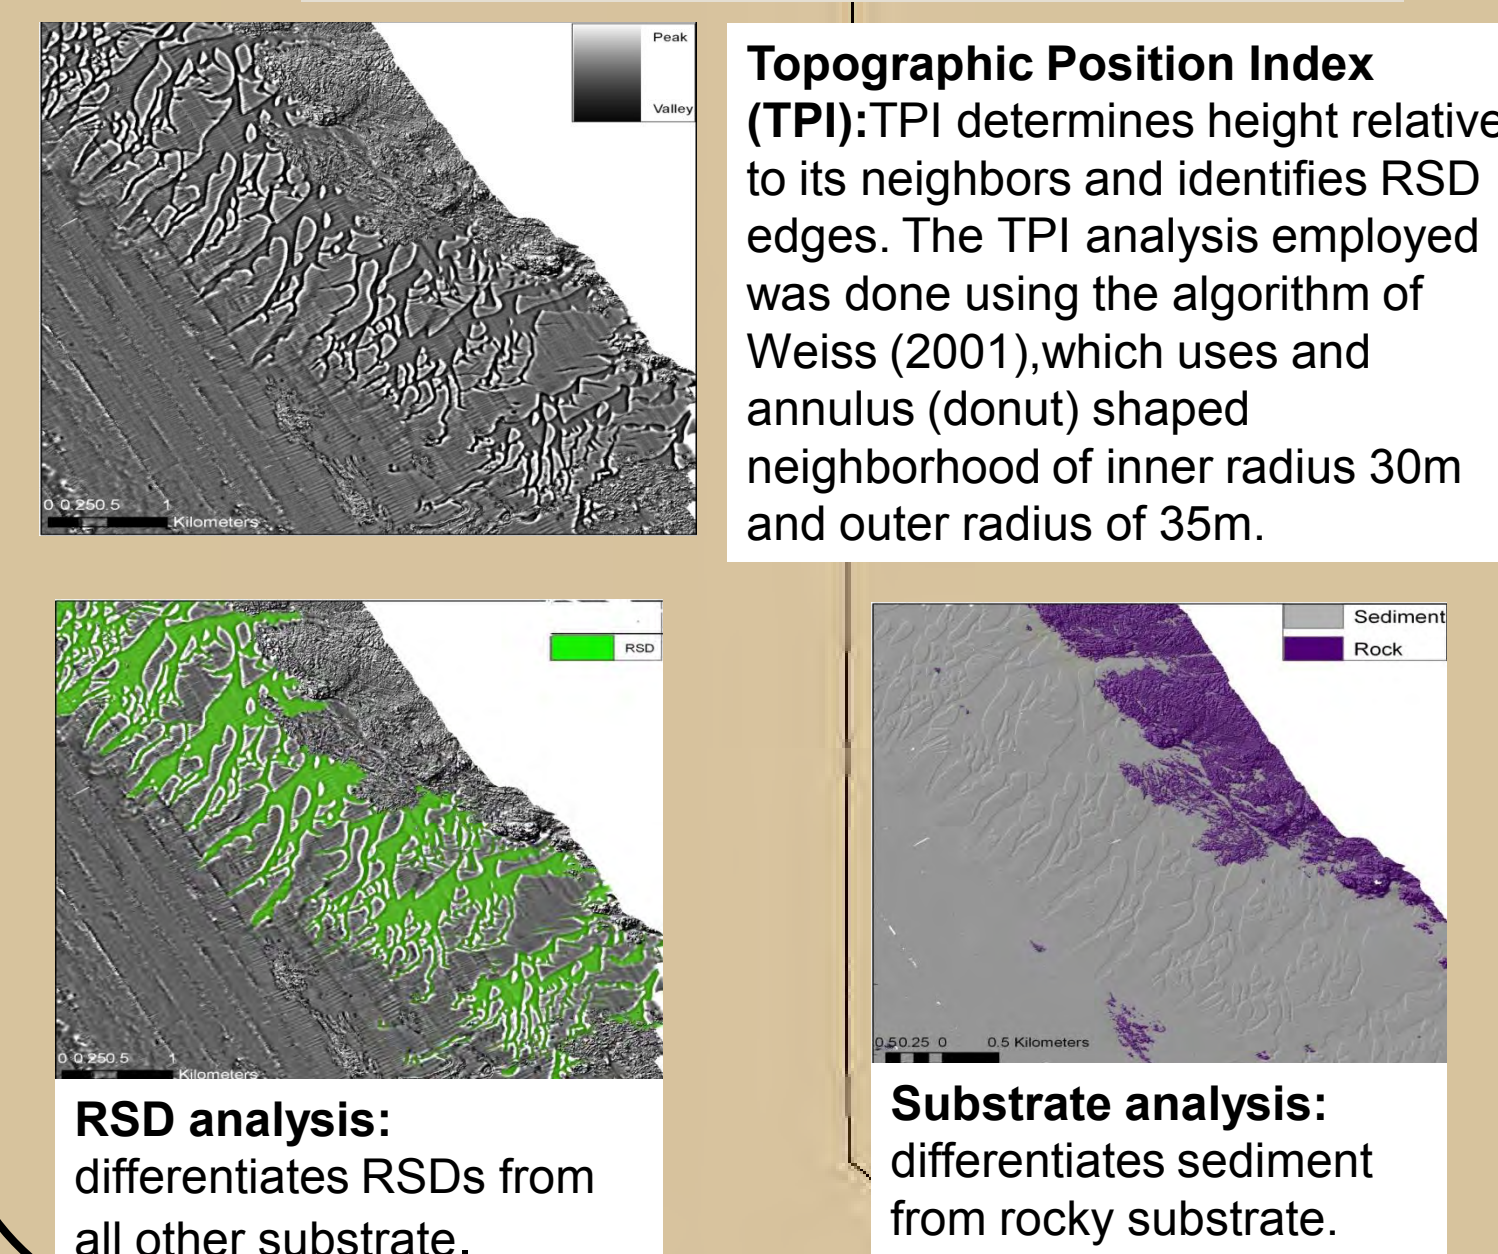 Peak
Valley
0 0.250.5 1
Kilometers
Topographic Position Index
(TPI):TPI determines height relative
to its neighbors and identifies RSD
edges. The TPI analysis employed
was done using the algorithm of
Weiss (2001),which uses and
annulus (donut) shaped
neighborhood of inner radius 30m
and outer radius of 35m.
RSD
0 0.250.5 1
Kilometers
RSD analysis:
differentiates RSDs from
all other substrate.
Sediment
Rock
0.50.25 0 0.5 Kilometers
Substrate analysis:
differentiates sediment
from rocky substrate.